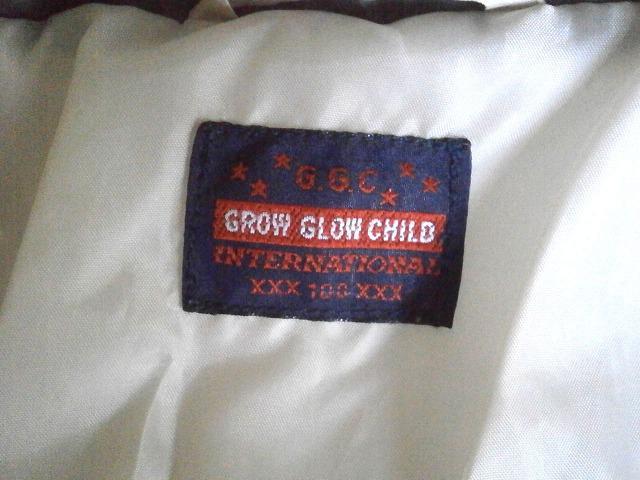 G.G.C.
GROW GLOW CHILD
INTERNATIONAL
XXX 100 XXX